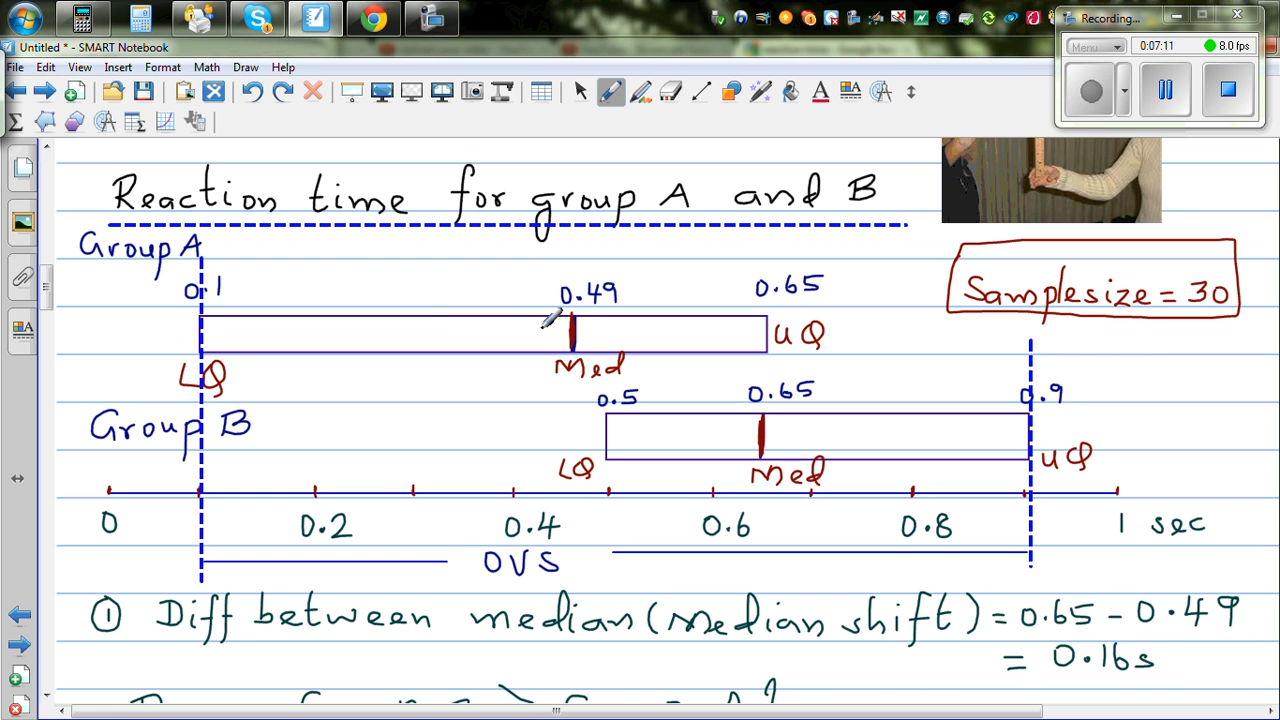 Recording...
Untitled * - SMART Notebook
Menu
0:07:11
8.0 fps
File Edit View Insert Format Math Draw Help
Reaction time for group A and B
Group A
0.1
0.49
0.65
Samplesize = 30
UQ
LQ
Med
0.5
0.65
0.9
Group B
LQ
Med
UQ
0 0.2 0.4 0.6 0.8 1 sec
OVS
① Diff between median (Median shift) = 0.65 - 0.49
= 0.16s